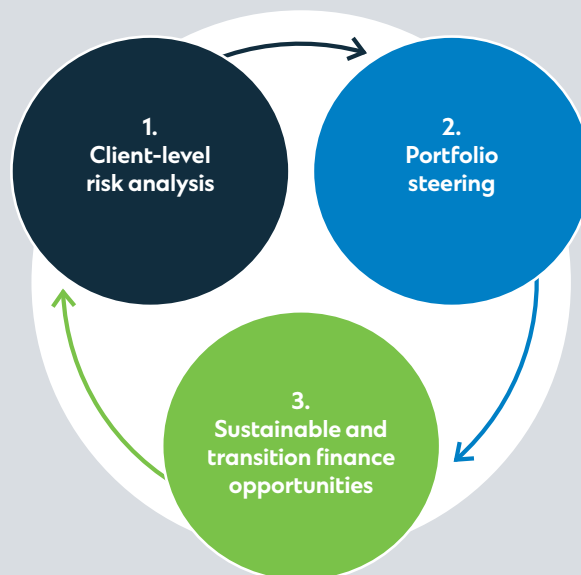 1.
Client-level
risk analysis
2.
Portfolio
steering
3.
Sustainable and
transition finance
opportunities